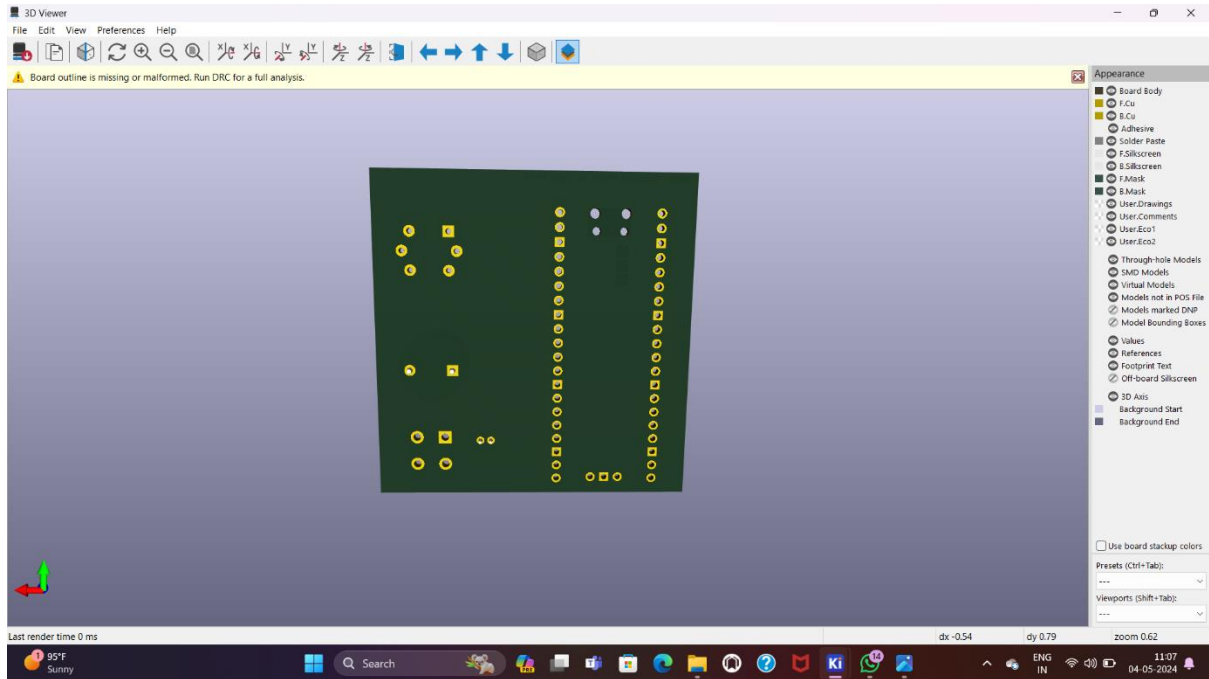 3D Viewer
File Edit View Preferences Help
Board outline is missing or malformed. Run DRC for a full analysis.
Appearance
Board Body
F.Cu
B.Cu
Adhesive
Solder Paste
F.Silkscreen
B.Silkscreen
F.Mask
B.Mask
User.Drawings
User.Comments
User.Eco1
User.Eco2
Through-hole Models
SMD Models
Virtual Models
Models not in POS File
Models marked DNP
Model Bounding Boxes
Values
References
Footprint Text
Off-board Silkscreen
3D Axis
Background Start
Background End
Use board stackup colors
Presets (Ctrl+Tab):
---
Viewports (Shift+Tab):
---
Last render time 0 ms
dx -0.54
dy 0.79
zoom 0.62
1
95°F
Sunny
Search
PRE
Ki
14
ENG
IN
11:07
04-05-2024